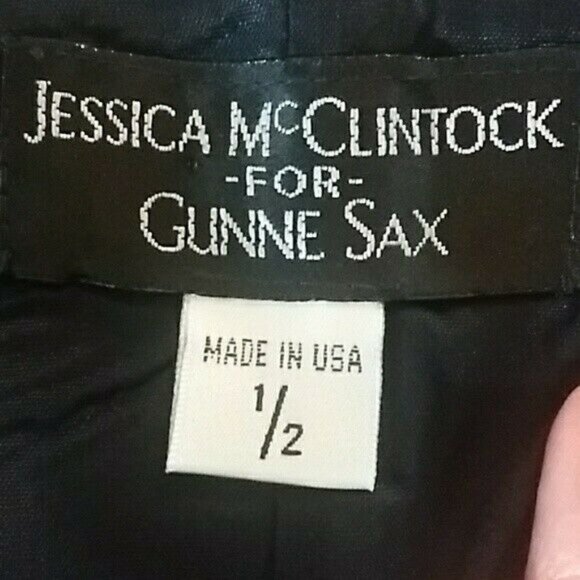 JESSICA McCLINTOCK
-FOR-
GUNNE SAX
MADE IN USA
1/2